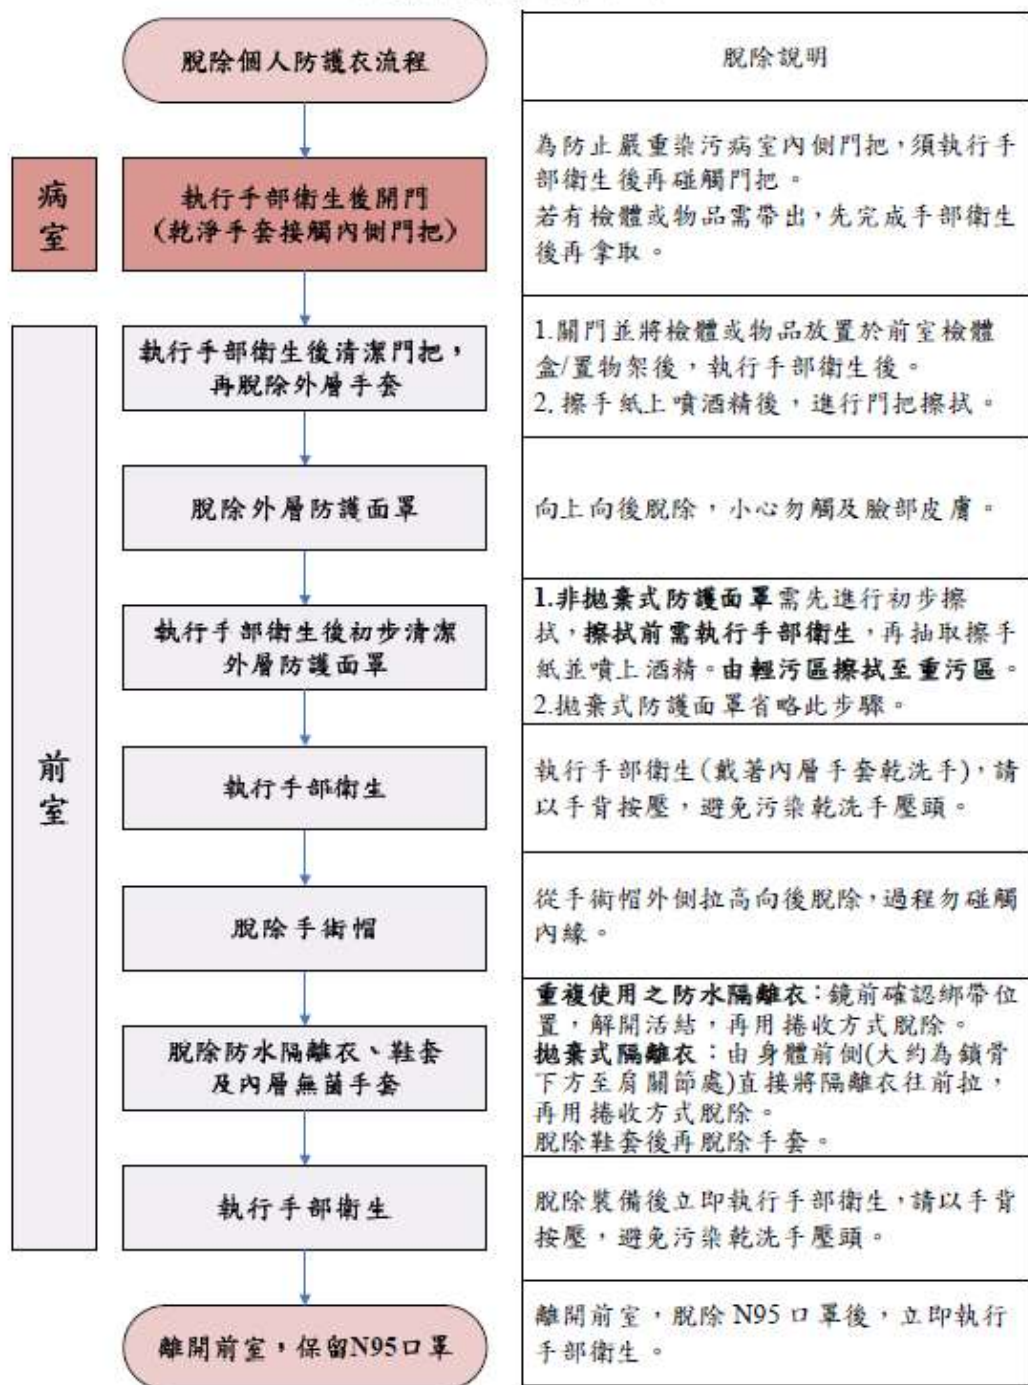 脫除個人防護衣流程
脫除說明
病室
執行手部衛生後開門
(乾淨手套接觸內側門把)
為防止嚴重染污病室內側門把,須執行手
部衛生後再碰觸門把。
若有檢體或物品需帶出,先完成手部衛生
後再拿取。
前室
執行手部衛生後清潔門把,
再脫除外層手套
1.關門並將檢體或物品放置於前室檢體
盒/置物架後,執行手部衛生後。
2.擦手紙上噴酒精後,進行門把擦拭。
脫除外層防護面罩
向上向後脫除,小心勿觸及臉部皮膚。
執行手部衛生後初步清潔
外層防護面罩
1.非拋棄式防護面罩需先進行初步擦
拭,擦拭前需執行手部衛生,再抽取擦手
紙並噴上酒精。由輕污區擦拭至重污區。
2.拋棄式防護面罩省略此步驟。
執行手部衛生
執行手部衛生(戴著內層手套乾洗手),請
以手背按壓,避免污染乾洗手壓頭。
脫除手術帽
從手術帽外側拉高向後脫除,過程勿碰觸
內緣。
脫除防水隔離衣、鞋套
及內層無菌手套
重複使用之防水隔離衣:鏡前確認綁帶位
置,解開活結,再用捲收方式脫除。
拋棄式隔離衣:由身體前側(大約為鎖骨
下方至肩關節處)直接將隔離衣往前拉,
再用捲收方式脫除。
脫除鞋套後再脫除手套。
執行手部衛生
脫除裝備後立即執行手部衛生,請以手背
按壓,避免污染乾洗手壓頭。
離開前室,保留N95口罩
離開前室,脫除 N95 口罩後,立即執行
手部衛生。